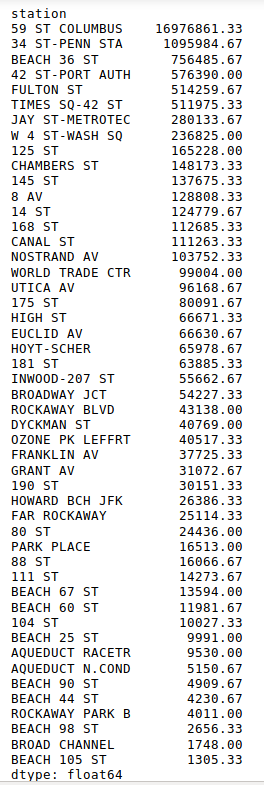 station
59 ST COLUMBUS 16976861.33
34 ST-PENN STA 1095984.67
BEACH 36 ST 756485.67
42 ST-PORT AUTH 576390.00
FULTON ST 514259.67
TIMES SQ-42 ST 511975.33
JAY ST-METROTEC 280133.67
W 4 ST-WASH SQ 236825.00
125 ST 165228.00
CHAMBERS ST 148173.33
145 ST 137675.33
8 AV 128808.33
14 ST 124779.67
168 ST 112685.33
CANAL ST 111263.33
NOSTRAND AV 103752.33
WORLD TRADE CTR 99004.00
UTICA AV 96168.67
175 ST 80091.67
HIGH ST 66671.33
EUCLID AV 66630.67
HOYT-SCHER 65978.67
181 ST 63885.33
INWOOD-207 ST 55662.67
BROADWAY JCT 54227.33
ROCKAWAY BLVD 43138.00
DYCKMAN ST 40769.00
OZONE PK LEFFRT 40517.33
FRANKLIN AV 37725.33
GRANT AV 31072.67
190 ST 30151.33
HOWARD BCH JFK 26386.33
FAR ROCKAWAY 25114.33
80 ST 24436.00
PARK PLACE 16513.00
88 ST 16066.67
111 ST 14273.67
BEACH 67 ST 13594.00
BEACH 60 ST 11981.67
104 ST 10027.33
BEACH 25 ST 9991.00
AQUEDUCT RACETR 9530.00
AQUEDUCT N.COND 5150.67
BEACH 90 ST 4909.67
BEACH 44 ST 4230.67
ROCKAWAY PARK B 4011.00
BEACH 98 ST 2656.33
BROAD CHANNEL 1748.00
BEACH 105 ST 1305.33
dtype: float64